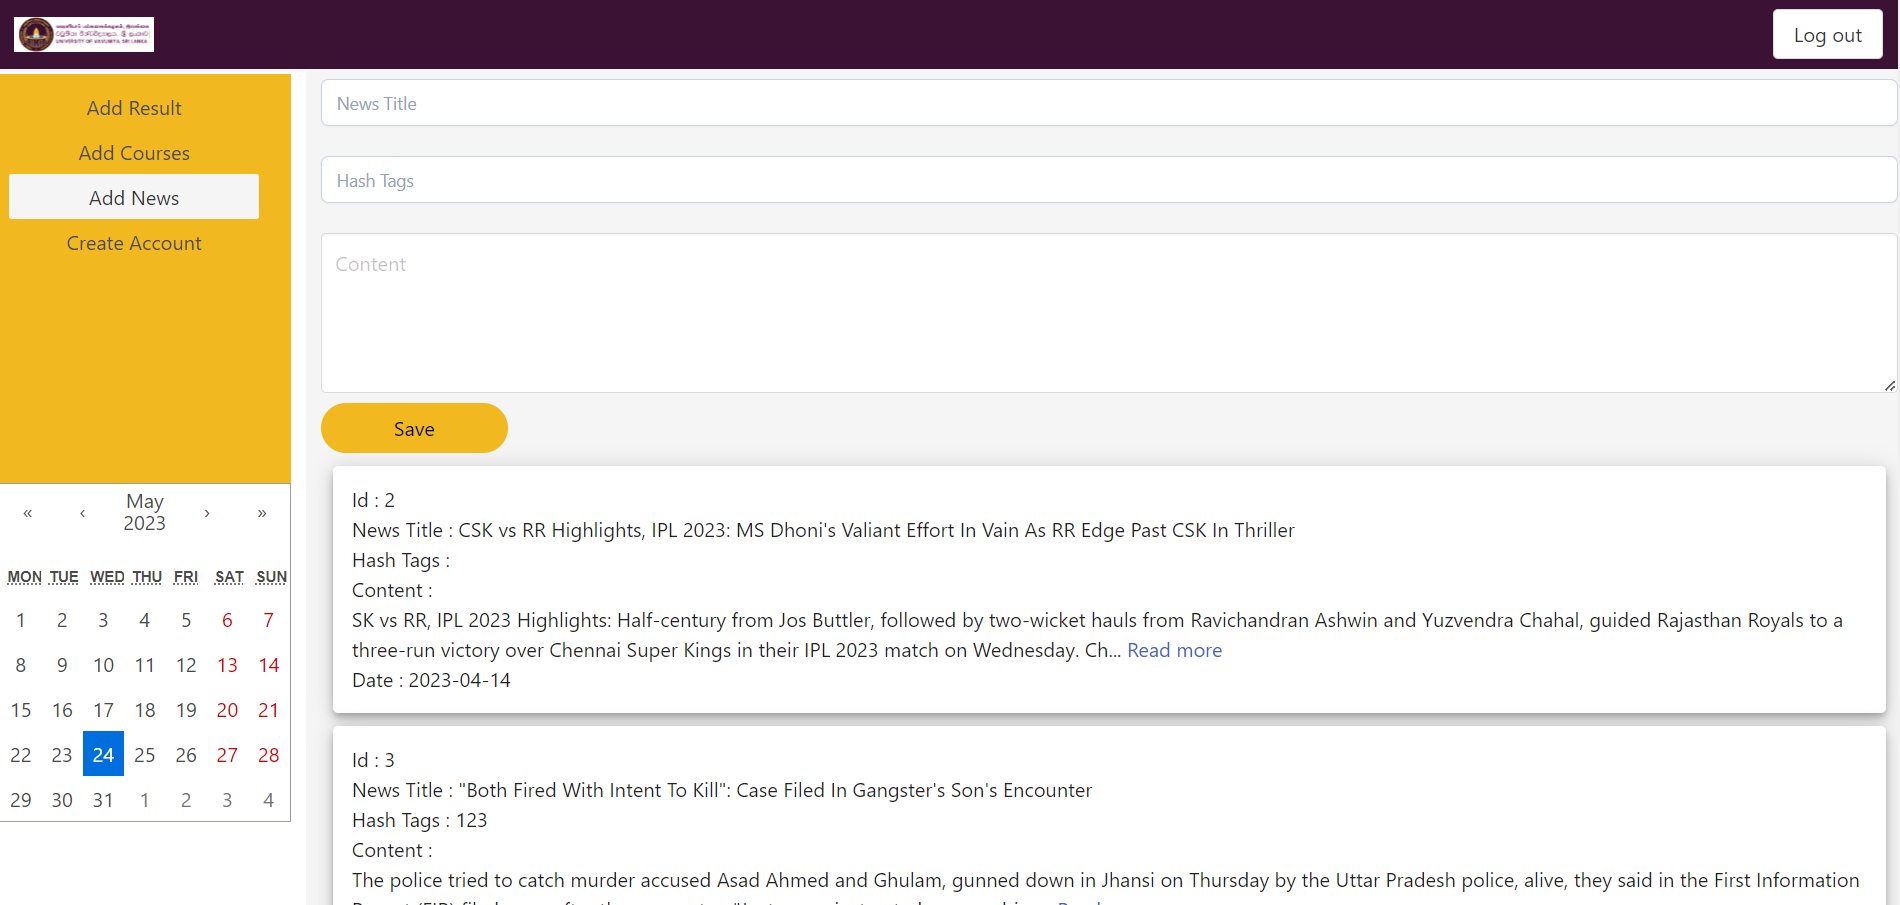 UNIVERSITY OF VAVUNIYA, SRI LANKA
Log out
Add Result
Add Courses
Add News
Create Account
« ‹ May 2023 › »
MON TUE WED THU FRI SAT SUN
1 2 3 4 5 6 7
8 9 10 11 12 13 14
15 16 17 18 19 20 21
22 23 24 25 26 27 28
29 30 31 1 2 3 4
News Title
Hash Tags
Content
Save
Id : 2
News Title : CSK vs RR Highlights, IPL 2023: MS Dhoni's Valiant Effort In Vain As RR Edge Past CSK In Thriller
Hash Tags :
Content :
SK vs RR, IPL 2023 Highlights: Half-century from Jos Buttler, followed by two-wicket hauls from Ravichandran Ashwin and Yuzvendra Chahal, guided Rajasthan Royals to a
three-run victory over Chennai Super Kings in their IPL 2023 match on Wednesday. Ch... Read more
Date : 2023-04-14
Id : 3
News Title : "Both Fired With Intent To Kill": Case Filed In Gangster's Son's Encounter
Hash Tags : 123
Content :
The police tried to catch murder accused Asad Ahmed and Ghulam, gunned down in Jhansi on Thursday by the Uttar Pradesh police, alive, they said in the First Information